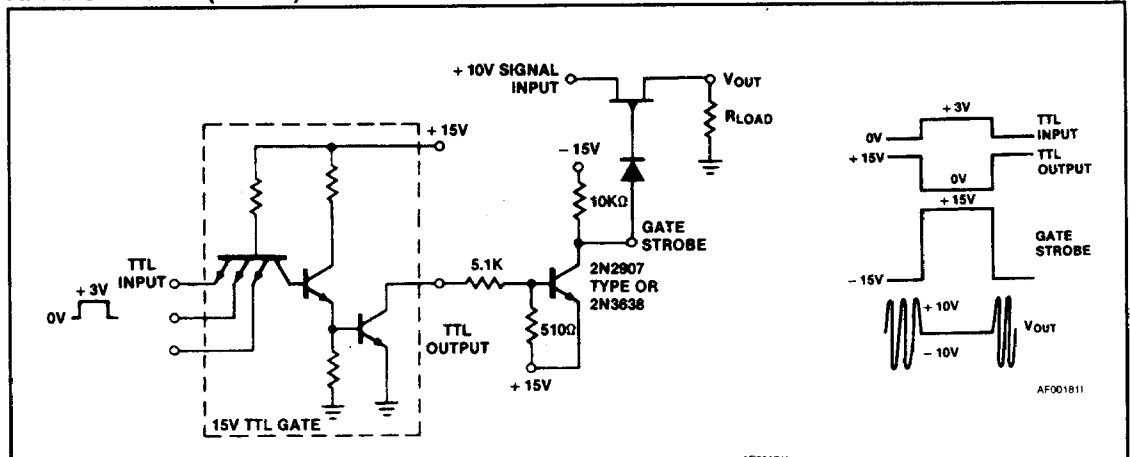 + 10V SIGNAL
INPUT
VOUT
RLOAD
+ 15V
- 15V
10KΩ
GATE
STROBE
TTL
INPUT
+ 3V
0V
5.1K
2N2907
TYPE OR
2N3638
510Ω
+ 15V
TTL
OUTPUT
15V TTL GATE
+ 3V
0V
TTL
INPUT
+ 15V
0V
TTL
OUTPUT
+ 15V
- 15V
GATE
STROBE
+ 10V
- 10V
VOUT
AF00181I